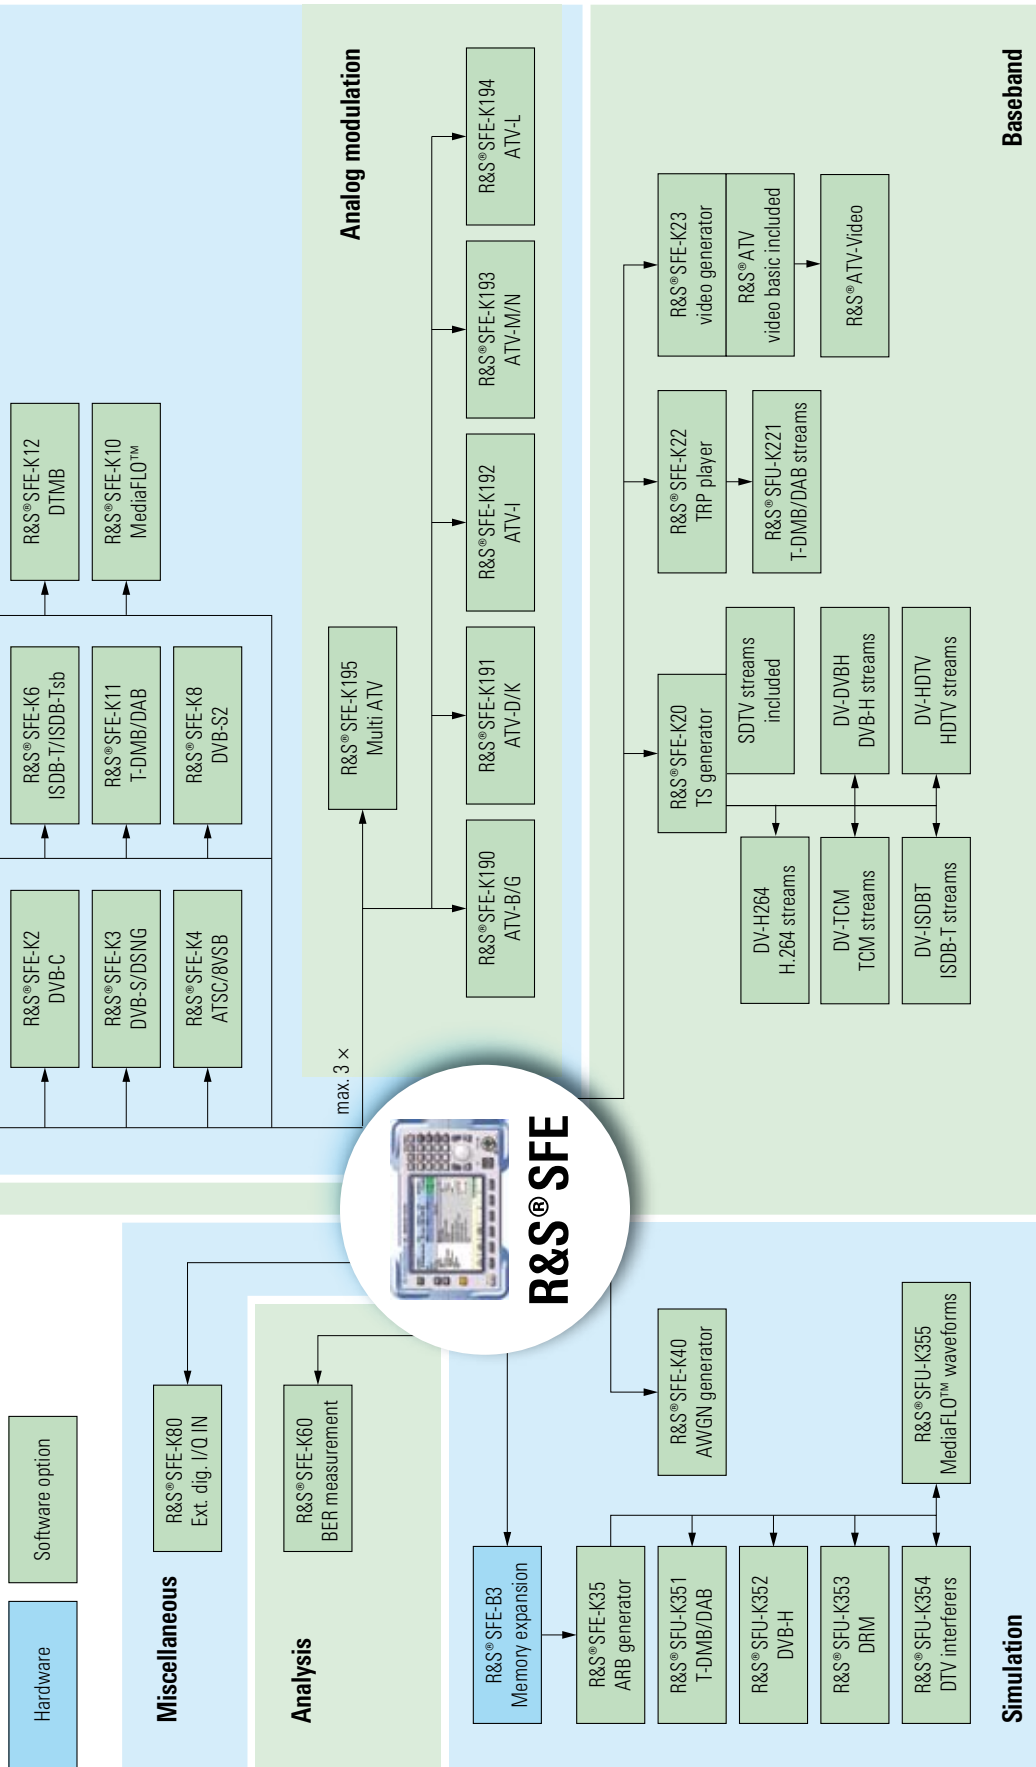 Hardware
Software option
Miscellaneous
R&S®SFE-K80
Ext. dig. I/Q IN
Analysis
R&S®SFE-K60
BER measurement
Simulation
R&S®SFE-B3
Memory expansion
R&S®SFE-K35
ARB generator
R&S®SFU-K351
T-DMB/DAB
R&S®SFU-K352
DVB-H
R&S®SFU-K353
DRM
R&S®SFU-K354
DTV interferers
R&S®SFU-K355
MediaFLO™ waveforms
R&S®SFE-K40
AWGN generator
R&S®SFE
R&S®SFE-K2
DVB-C
R&S®SFE-K3
DVB-S/DSNG
R&S®SFE-K4
ATSC/8VSB
R&S®SFE-K6
ISDB-T/ISDB-Tsb
R&S®SFE-K11
T-DMB/DAB
R&S®SFE-K8
DVB-S2
R&S®SFE-K12
DTMB
R&S®SFE-K10
MediaFLO™
max. 3 ×
Analog modulation
R&S®SFE-K195
Multi ATV
R&S®SFE-K190
ATV-B/G
R&S®SFE-K191
ATV-D/K
R&S®SFE-K192
ATV-I
R&S®SFE-K193
ATV-M/N
R&S®SFE-K194
ATV-L
Baseband
R&S®SFE-K20
TS generator
SDTV streams
included
DV-H264
H.264 streams
DV-TCM
TCM streams
DV-ISDBT
ISDB-T streams
DV-DVBH
DVB-H streams
DV-HDTV
HDTV streams
R&S®SFE-K22
TRP player
R&S®SFU-K221
T-DMB/DAB streams
R&S®SFE-K23
video generator
R&S®ATV
video basic included
R&S®ATV-Video